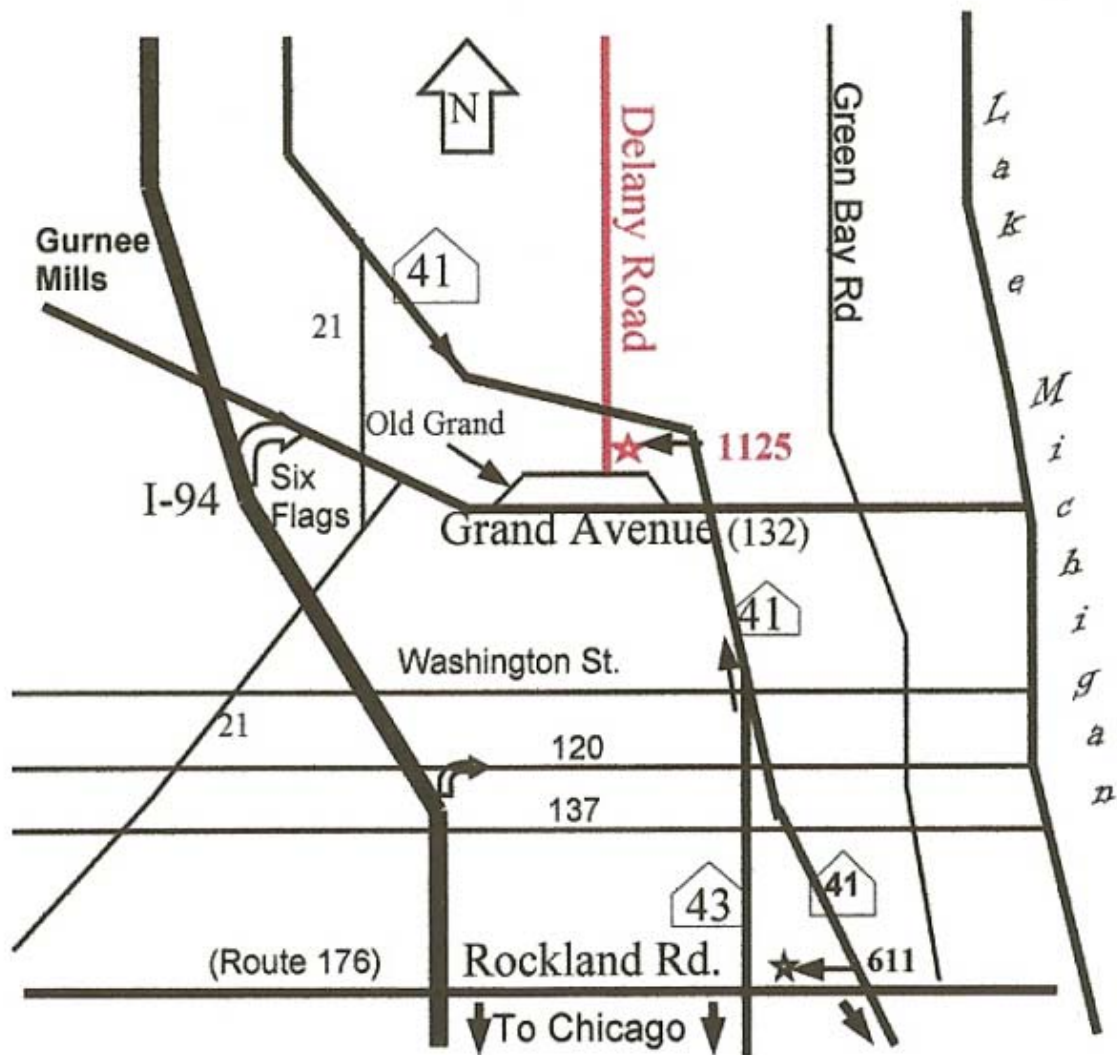 N
Delany Road
Green Bay Rd
Lake Michigan
Gurnee
Mills
41
21
Old Grand
1125
I-94
Six
Flags
Grand Avenue (132)
41
Washington St.
21
120
137
43
41
(Route 176)
Rockland Rd.
611
To Chicago